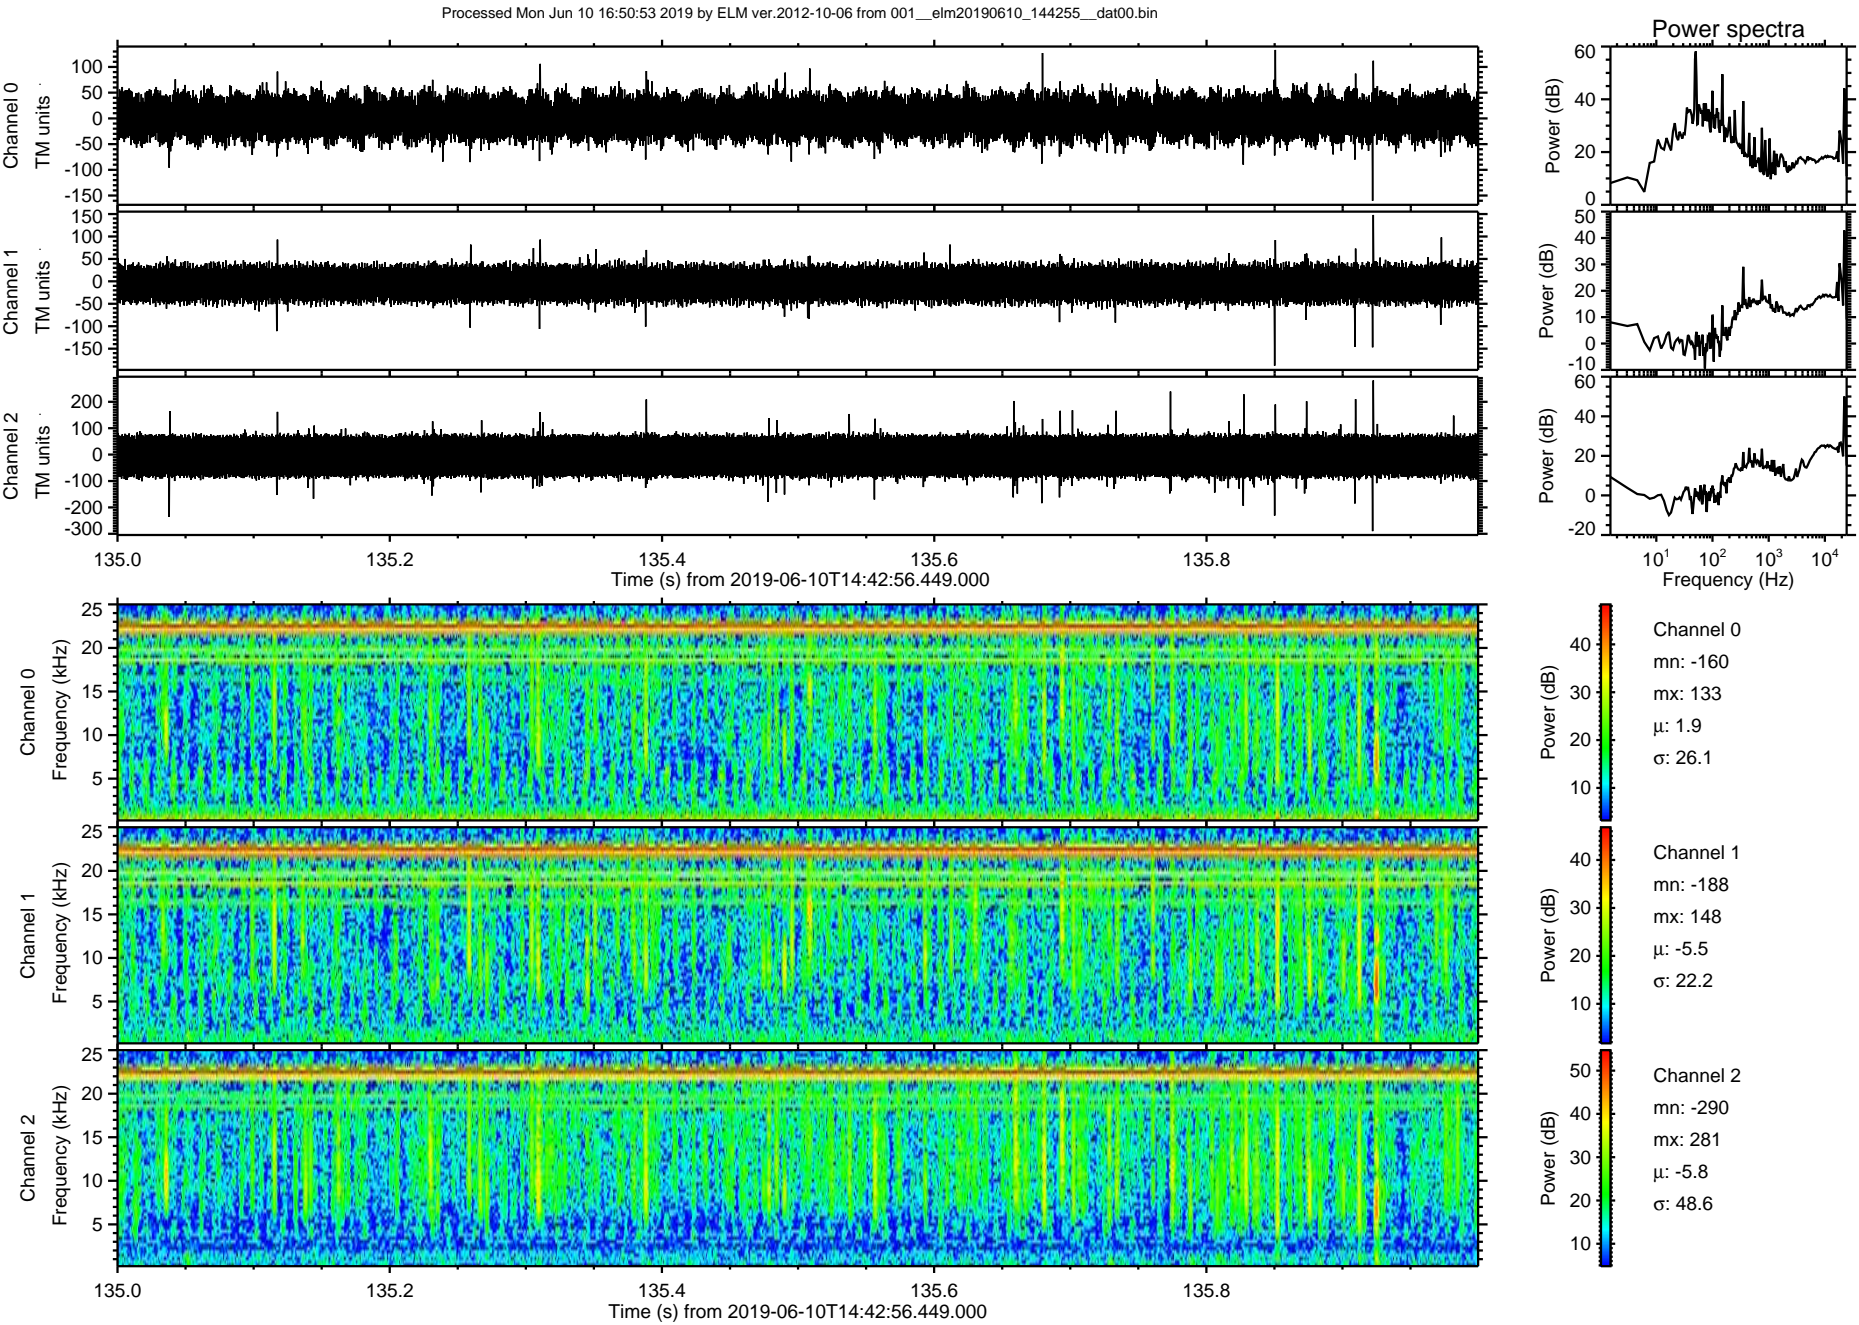 Processed Mon Jun 10 16:50:53 2019 by ELM ver.2012-10-06 from 001__elm20190610_144255__dat00.bin
Power spectra
Channel 0
TM units
100
50
0
-50
-100
-150
Power (dB)
60
40
20
0
Channel 1
TM units
150
100
50
0
-50
-100
-150
Power (dB)
50
40
30
20
10
0
-10
Channel 2
TM units
200
100
0
-100
-200
-300
Power (dB)
60
40
20
0
-20
135.0 135.2 135.4 135.6 135.8
Time (s) from 2019-06-10T14:42:56.449.000
10^1 10^2 10^3 10^4
Frequency (Hz)
Channel 0
Frequency (kHz)
25
20
15
10
5
Power (dB)
40
30
20
10
Channel 0
mn: -160
mx: 133
μ: 1.9
σ: 26.1
Channel 1
Frequency (kHz)
25
20
15
10
5
Power (dB)
40
30
20
10
Channel 1
mn: -188
mx: 148
μ: -5.5
σ: 22.2
Channel 2
Frequency (kHz)
25
20
15
10
5
Power (dB)
50
40
30
20
10
Channel 2
mn: -290
mx: 281
μ: -5.8
σ: 48.6
135.0 135.2 135.4 135.6 135.8
Time (s) from 2019-06-10T14:42:56.449.000